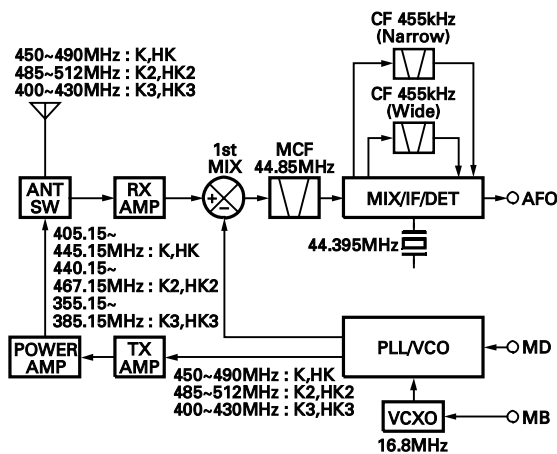 450~490MHz : K,HK
485~512MHz : K2,HK2
400~430MHz : K3,HK3
CF 455kHz
(Narrow)
CF 455kHz
(Wide)
1st
MIX
MCF
44.85MHz
ANT
SW
RX
AMP
MIX/IF/DET
AFO
44.395MHz
405.15~
445.15MHz : K,HK
440.15~
467.15MHz : K2,HK2
355.15~
385.15MHz : K3,HK3
POWER
AMP
TX
AMP
PLL/VCO
MD
450~490MHz : K,HK
485~512MHz : K2,HK2
400~430MHz : K3,HK3
VCXO
MB
16.8MHz